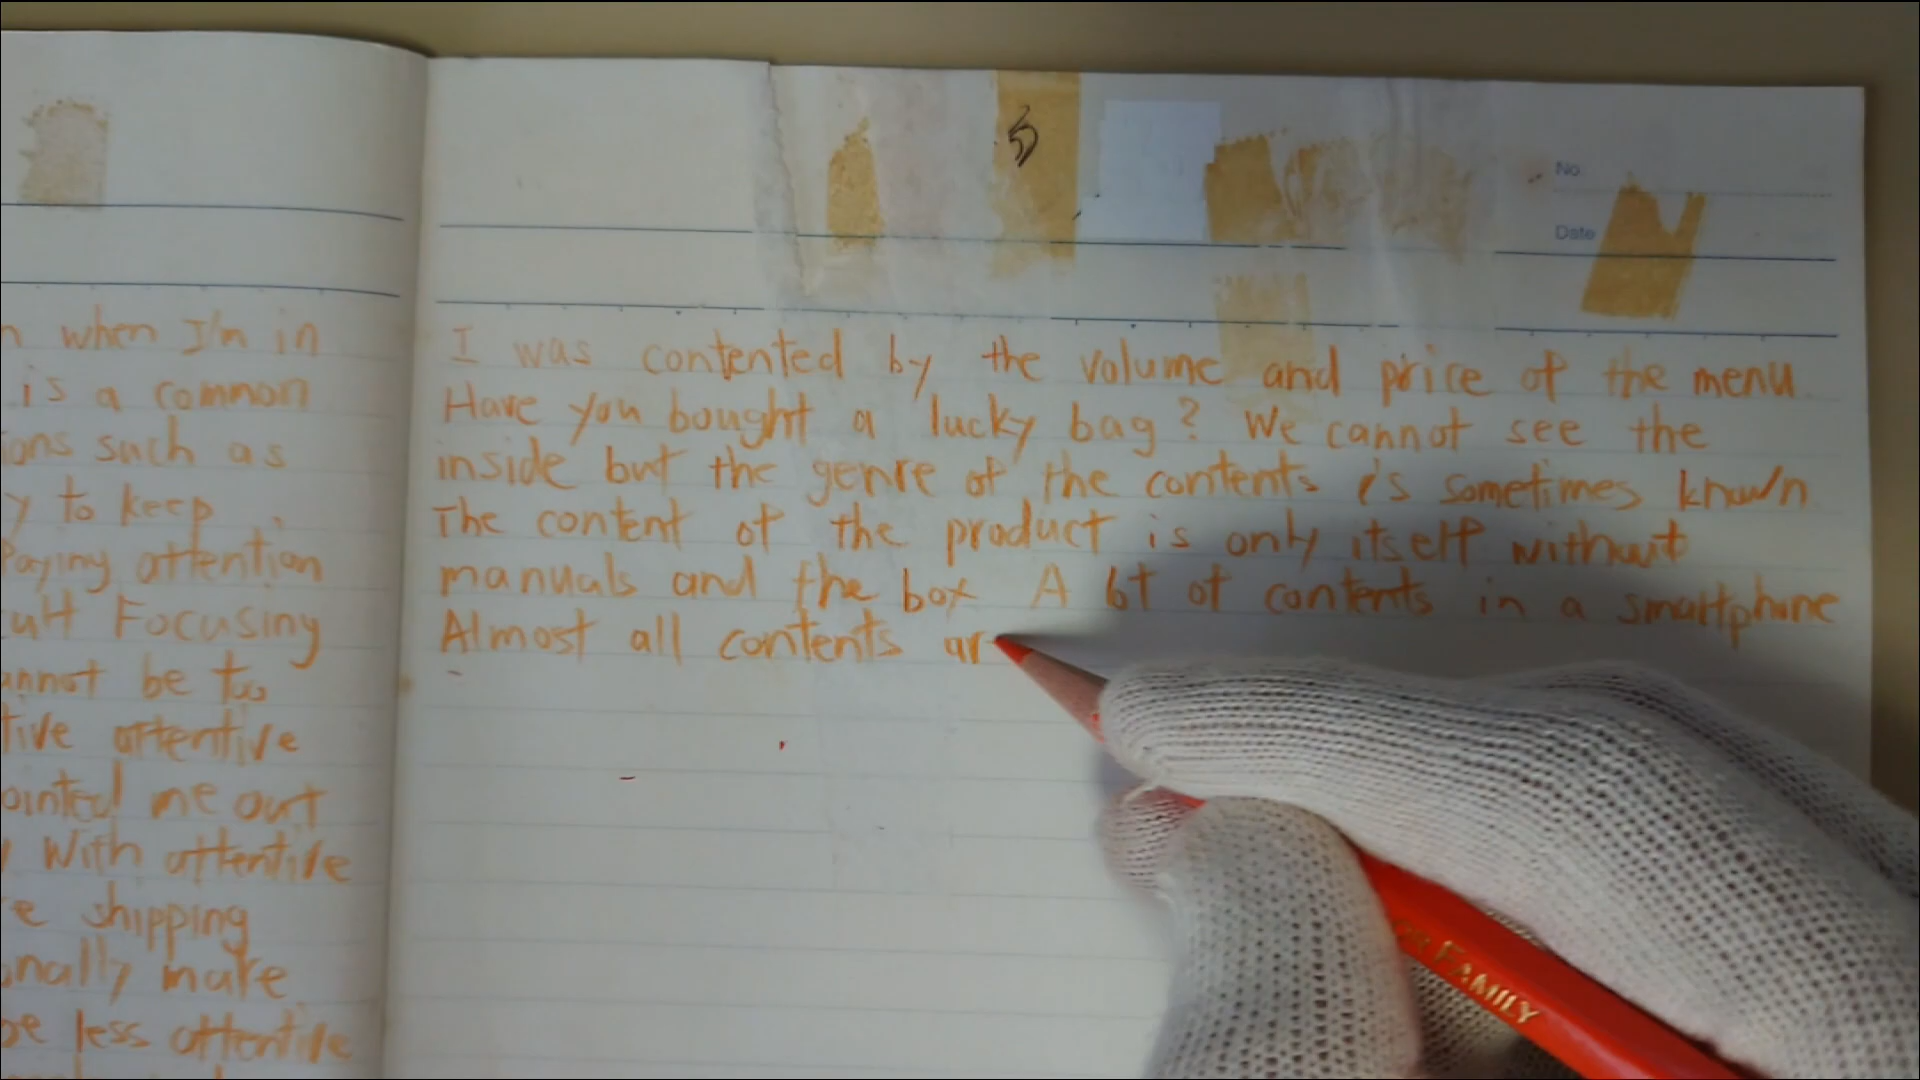 n when I'm in
is a common
ions such as
y to keep
Paying attention
cult Focusing
annot be too
tive attentive
ointed me out
y With attentive
e shipping
onally make
be less attentive
5
No.
Date
I was contented by the volume and price of the menu
Have you bought a lucky bag? We cannot see the
inside but the genre of the contents is sometimes known
The content of the product is only itself without
manuals and the box A lot of contents in a smartphone
Almost all contents ar
FAMILY